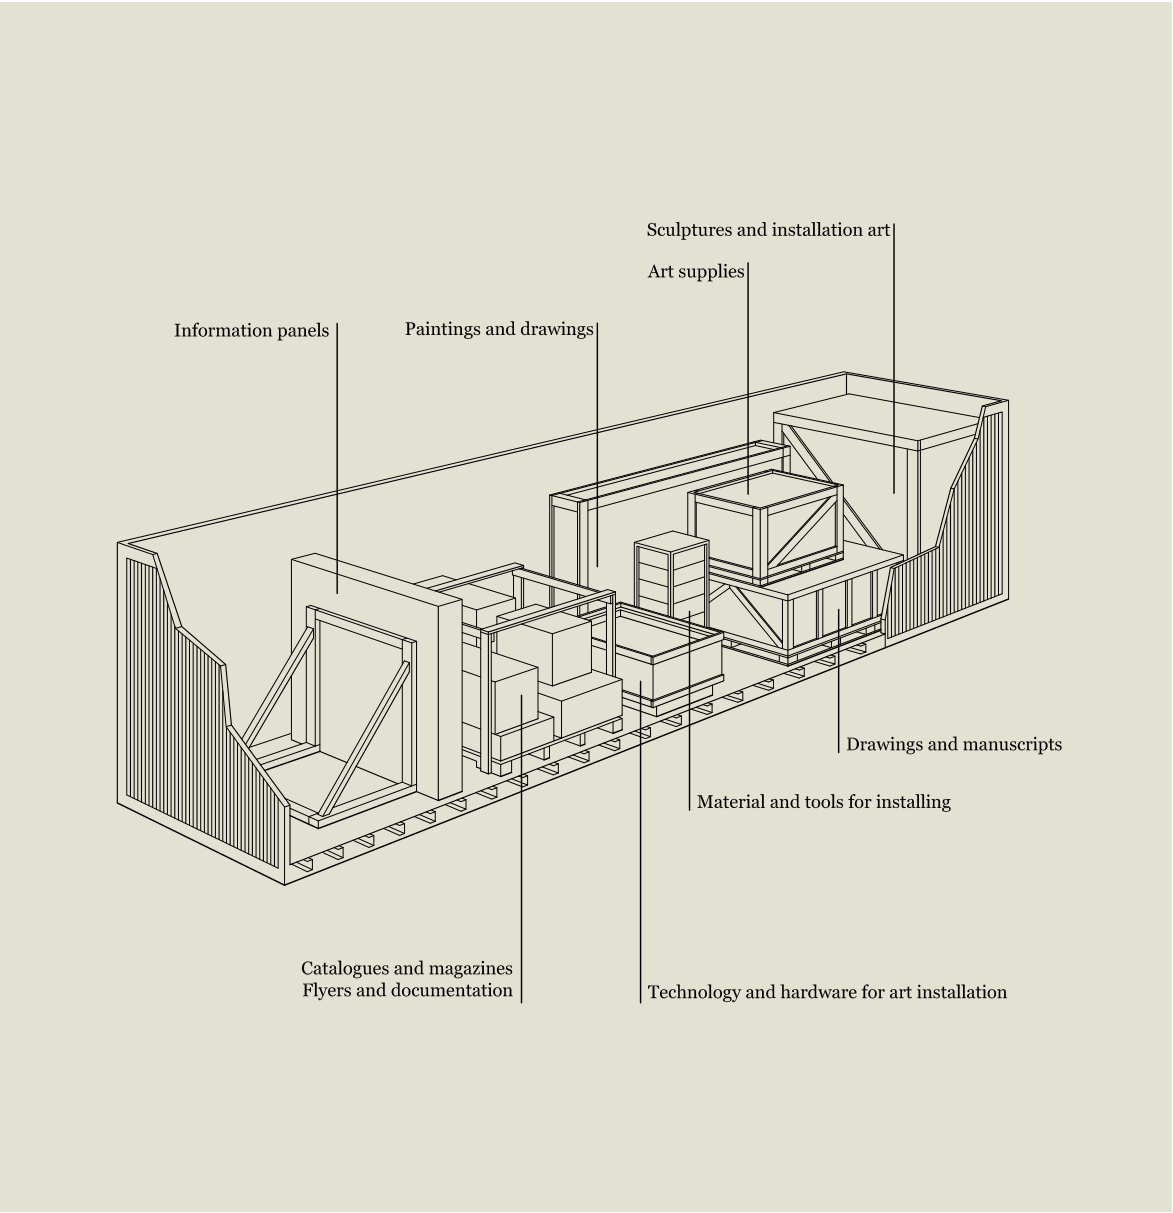 Sculptures and installation art
Art supplies
Information panels
Paintings and drawings
Drawings and manuscripts
Material and tools for installing
Catalogues and magazines
Flyers and documentation
Technology and hardware for art installation